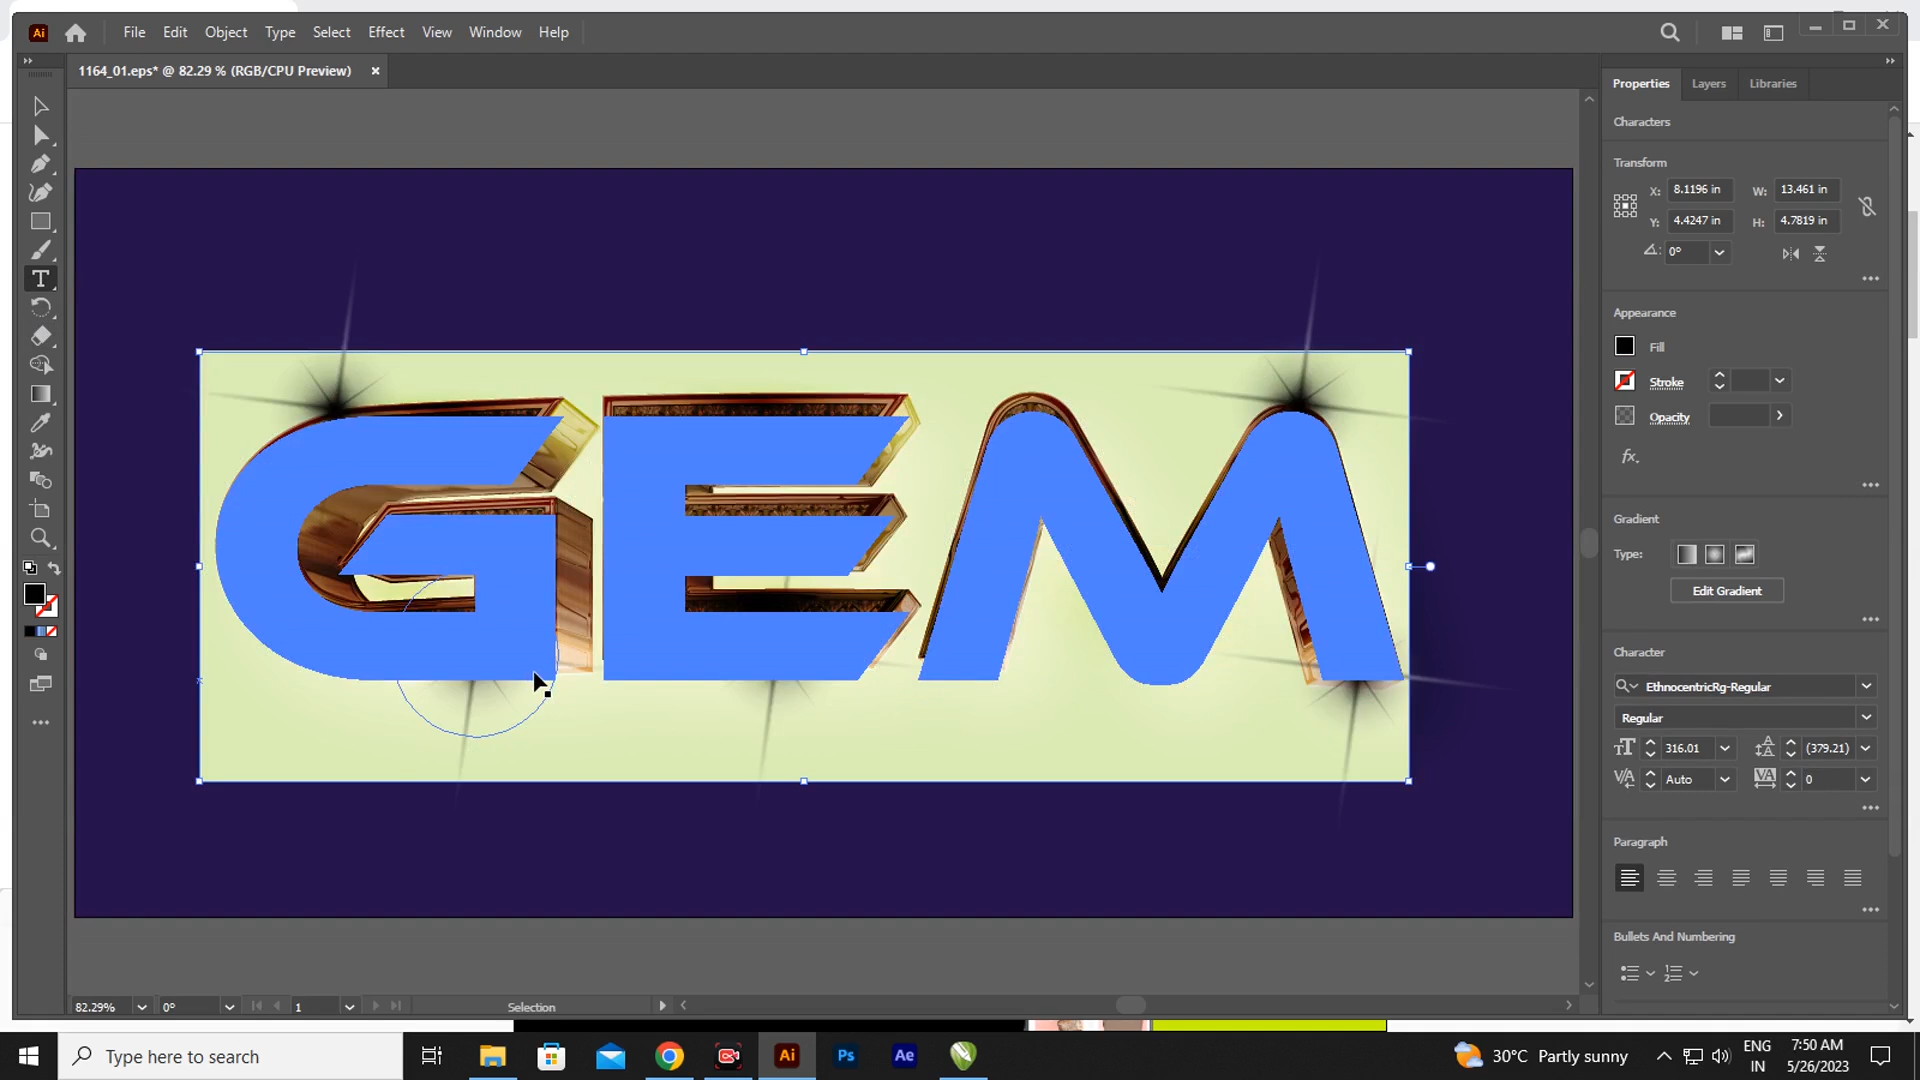 Ai File Edit Object Type Select Effect View Window Help
1164_01.eps* @ 82.29 % (RGB/CPU Preview) ×
Properties Layers Libraries
Characters
Transform
X: 8.1196 in W: 13.461 in
Y: 4.4247 in H: 4.7819 in
0°
Appearance
Fill
Stroke
Opacity
fx.
Gradient
Type:
Edit Gradient
Character
EthnocentricRg-Regular
Regular
316.01 (379.21)
Auto 0
Paragraph
Bullets And Numbering
GEM
82.29% 0° 1 Selection
Type here to search
Ai Ps Ae
30°C Partly sunny
ENG
IN
7:50 AM
5/26/2023